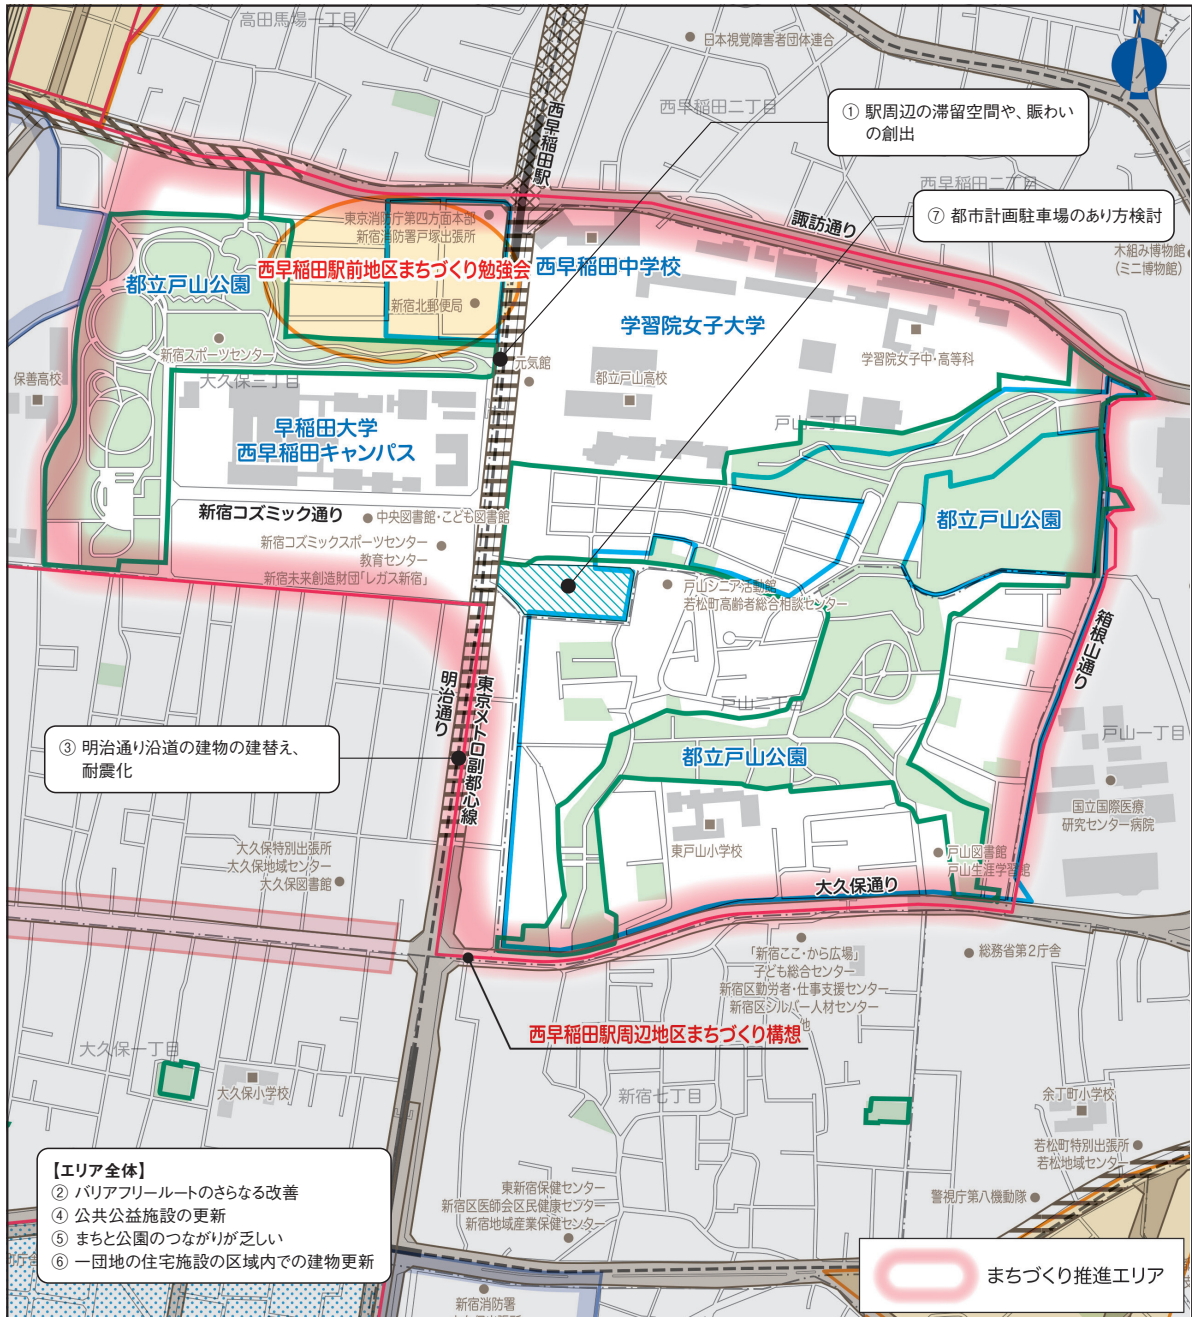 高田馬場一丁目
日本視覚障害者団体連合
N
西早稲田二丁目
① 駅周辺の滞留空間や、賑わい
の創出
西早稲田駅
西早稲田二丁目
⑦ 都市計画駐車場のあり方検討
諏訪通り
東京消防庁第四方面本部
新宿消防署戸塚出張所
木組み博物館
(ミニ博物館)
西早稲田駅前地区まちづくり勉強会
西早稲田中学校
都立戸山公園
新宿北郵便局
学習院女子大学
新宿スポーツセンター
学習院女子中・高等科
元気館
保善高校
大久保三丁目
都立戸山高校
早稲田大学
西早稲田キャンパス
戸山三丁目
新宿コズミック通り
中央図書館・こども図書館
都立戸山公園
新宿コズミックスポーツセンター
教育センター
新宿未来創造財団「レガス新宿」
戸山シニア活動館
若松町高齢者総合相談センター
箱根山通り
明治通り
東京メトロ副都心線
戸山二丁目
戸山一丁目
③ 明治通り沿道の建物の建替え、
耐震化
都立戸山公園
国立国際医療
研究センター病院
東戸山小学校
大久保特別出張所
大久保地域センター
大久保図書館
戸山図書館
戸山生涯学習館
大久保通り
「新宿ここ・から広場」
子ども総合センター
新宿区勤労者・仕事支援センター
新宿区シルバー人材センター
他
総務省第2庁舎
西早稲田駅周辺地区まちづくり構想
大久保一丁目
大久保小学校
新宿七丁目
余丁町小学校
若松町特別出張所
若松地域センター
【エリア全体】
② バリアフリールートのさらなる改善
④ 公共公益施設の更新
⑤ まちと公園のつながりが乏しい
⑥ 一団地の住宅施設の区域内での建物更新
東新宿保健センター
新宿区医師会区民健康センター
新宿地域産業保健センター
警視庁第八機動隊
まちづくり推進エリア
新宿消防署